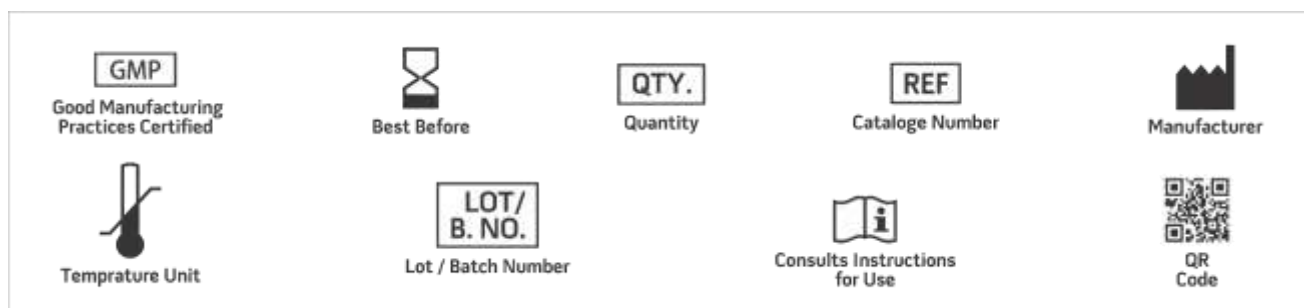 GMP
Good Manufacturing
Practices Certified
Best Before
QTY.
Quantity
REF
Cataloge Number
Manufacturer
Temprature Unit
LOT/
B. NO.
Lot / Batch Number
i
Consults Instructions
for Use
QR
Code